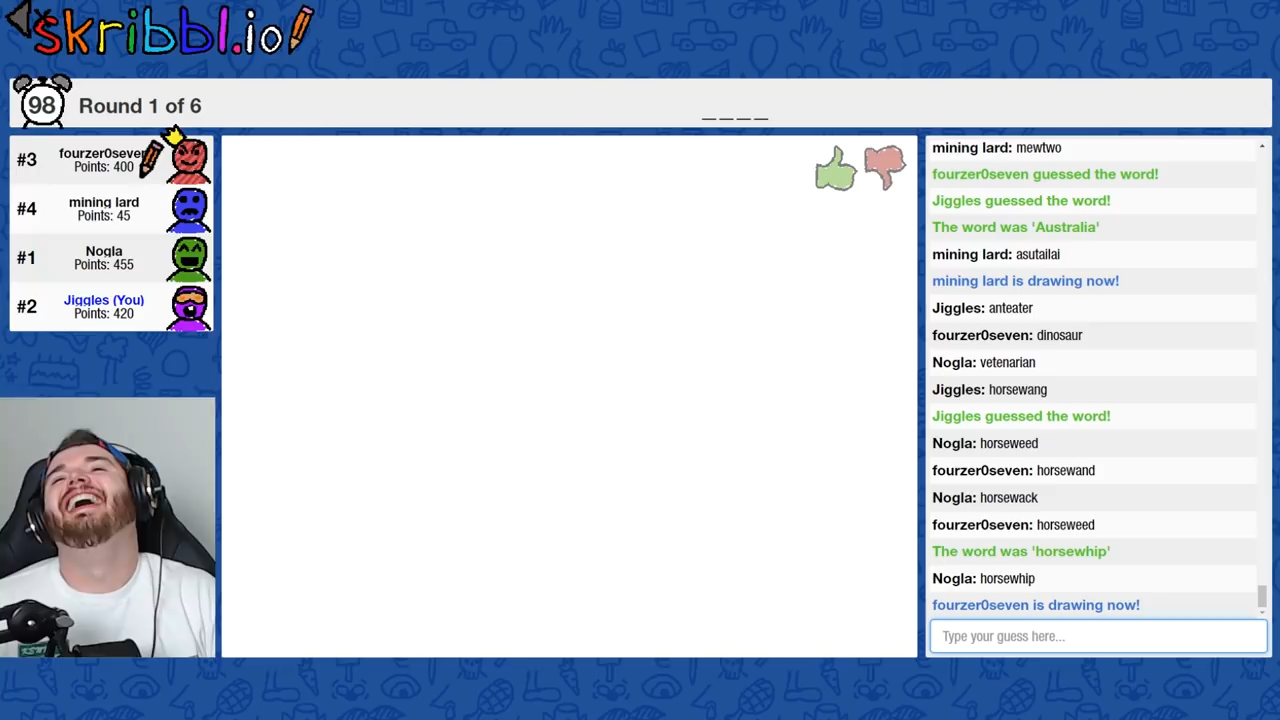 skribbl.io
98
Round 1 of 6
_ _ _ _
#3
fourzer0seven
Points: 400
#4
mining lard
Points: 45
#1
Nogla
Points: 455
#2
Jiggles (You)
Points: 420
mining lard: mewtwo
fourzer0seven guessed the word!
Jiggles guessed the word!
The word was 'Australia'
mining lard: asutailai
mining lard is drawing now!
Jiggles: anteater
fourzer0seven: dinosaur
Nogla: vetenarian
Jiggles: horsewang
Jiggles guessed the word!
Nogla: horseweed
fourzer0seven: horsewand
Nogla: horsewack
fourzer0seven: horseweed
The word was 'horsewhip'
Nogla: horsewhip
fourzer0seven is drawing now!
Type your guess here...